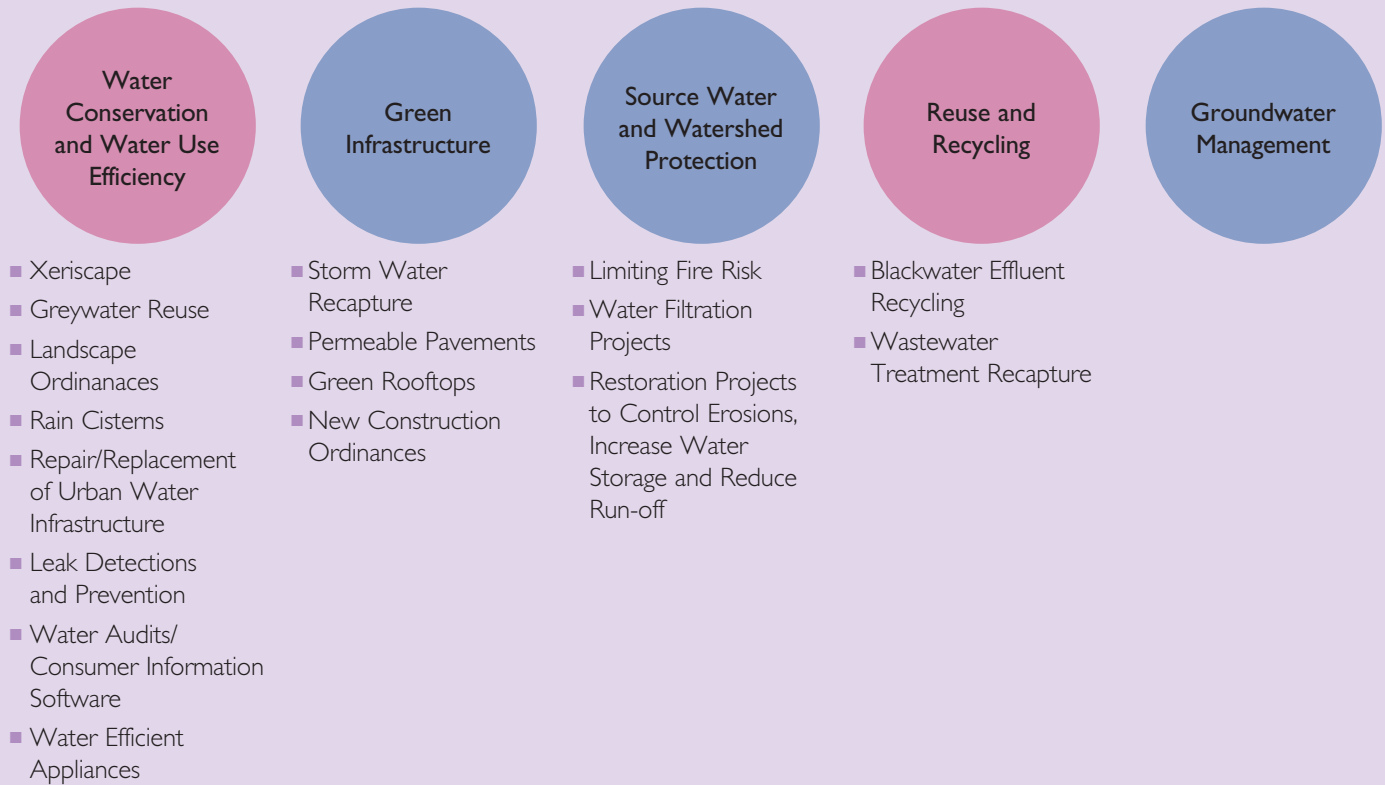 Water
Conservation
and Water Use
Efficiency
Green
Infrastructure
Source Water
and Watershed
Protection
Reuse and
Recycling
Groundwater
Management
Xeriscape
Greywater Reuse
Landscape
Ordinanaces
Rain Cisterns
Repair/Replacement
of Urban Water
Infrastructure
Leak Detections
and Prevention
Water Audits/
Consumer Information
Software
Water Efficient
Appliances
Storm Water
Recapture
Permeable Pavements
Green Rooftops
New Construction
Ordinances
Limiting Fire Risk
Water Filtration
Projects
Restoration Projects
to Control Erosions,
Increase Water
Storage and Reduce
Run-off
Blackwater Effluent
Recycling
Wastewater
Treatment Recapture